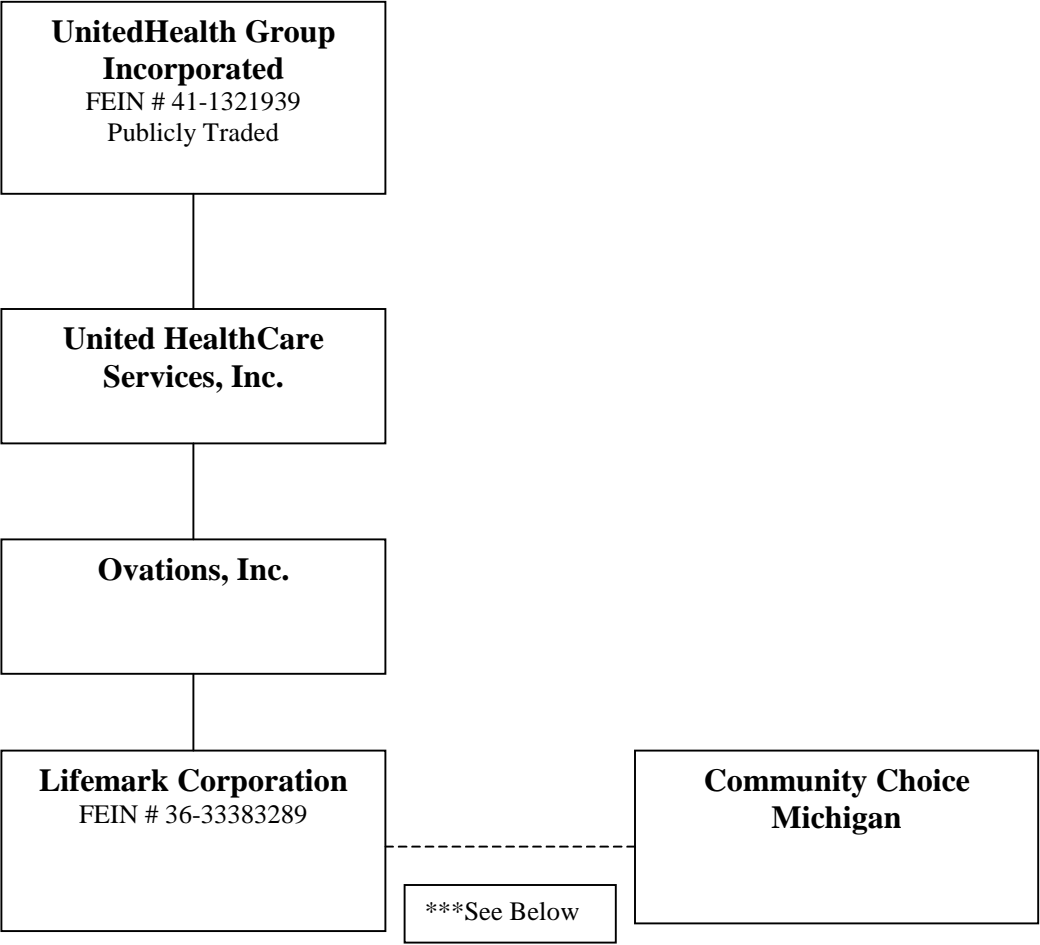 UnitedHealth Group
Incorporated
FEIN # 41-1321939
Publicly Traded
United HealthCare
Services, Inc.
Ovations, Inc.
Lifemark Corporation
FEIN # 36-33383289
Community Choice
Michigan
***See Below